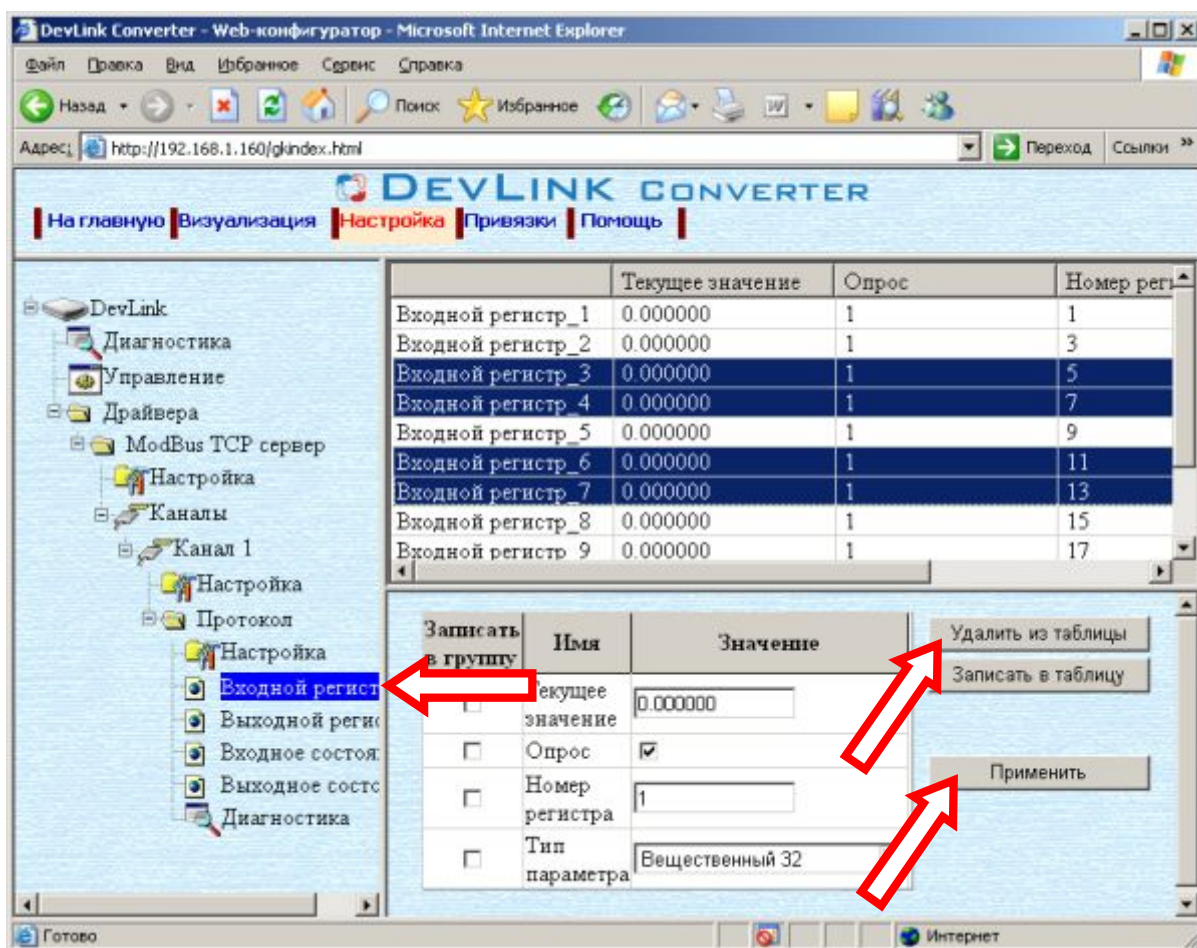 DevLink Converter - Web-конфигуратор - Microsoft Internet Explorer
Файл Правка Вид Избранное Сервис Справка
Назад Поиск Избранное
Адрес: http://192.168.1.160/gkindex.html Переход Ссылки »
DEVLINK CONVERTER
На главную Визуализация Настройка Привязки Помощь
DevLink
Диагностика
Управление
Драйвера
ModBus TCP сервер
Настройка
Каналы
Канал 1
Настройка
Протокол
Настройка
Входной регист
Выходной регис
Входное состоя
Выходное состо
Диагностика
Текущее значение Опрос Номер реги
Входной регистр_1 0.000000 1 1
Входной регистр_2 0.000000 1 3
Входной регистр_3 0.000000 1 5
Входной регистр_4 0.000000 1 7
Входной регистр_5 0.000000 1 9
Входной регистр_6 0.000000 1 11
Входной регистр_7 0.000000 1 13
Входной регистр_8 0.000000 1 15
Входной регистр_9 0.000000 1 17
Записать в группу Имя Значение
Текущее значение 0.000000
Опрос
Номер регистра 1
Тип параметра Вещественный 32
Удалить из таблицы
Записать в таблицу
Применить
Готово Интернет